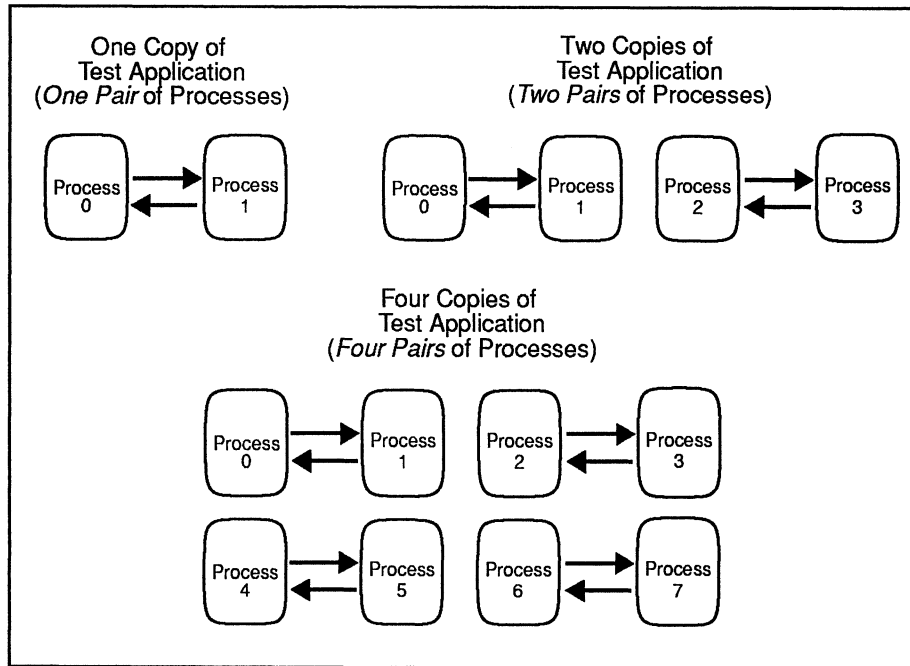 One Copy of
Test Application
(One Pair of Processes)
Process
0
Process
1
Two Copies of
Test Application
(Two Pairs of Processes)
Process
0
Process
1
Process
2
Process
3
Four Copies of
Test Application
(Four Pairs of Processes)
Process
0
Process
1
Process
2
Process
3
Process
4
Process
5
Process
6
Process
7